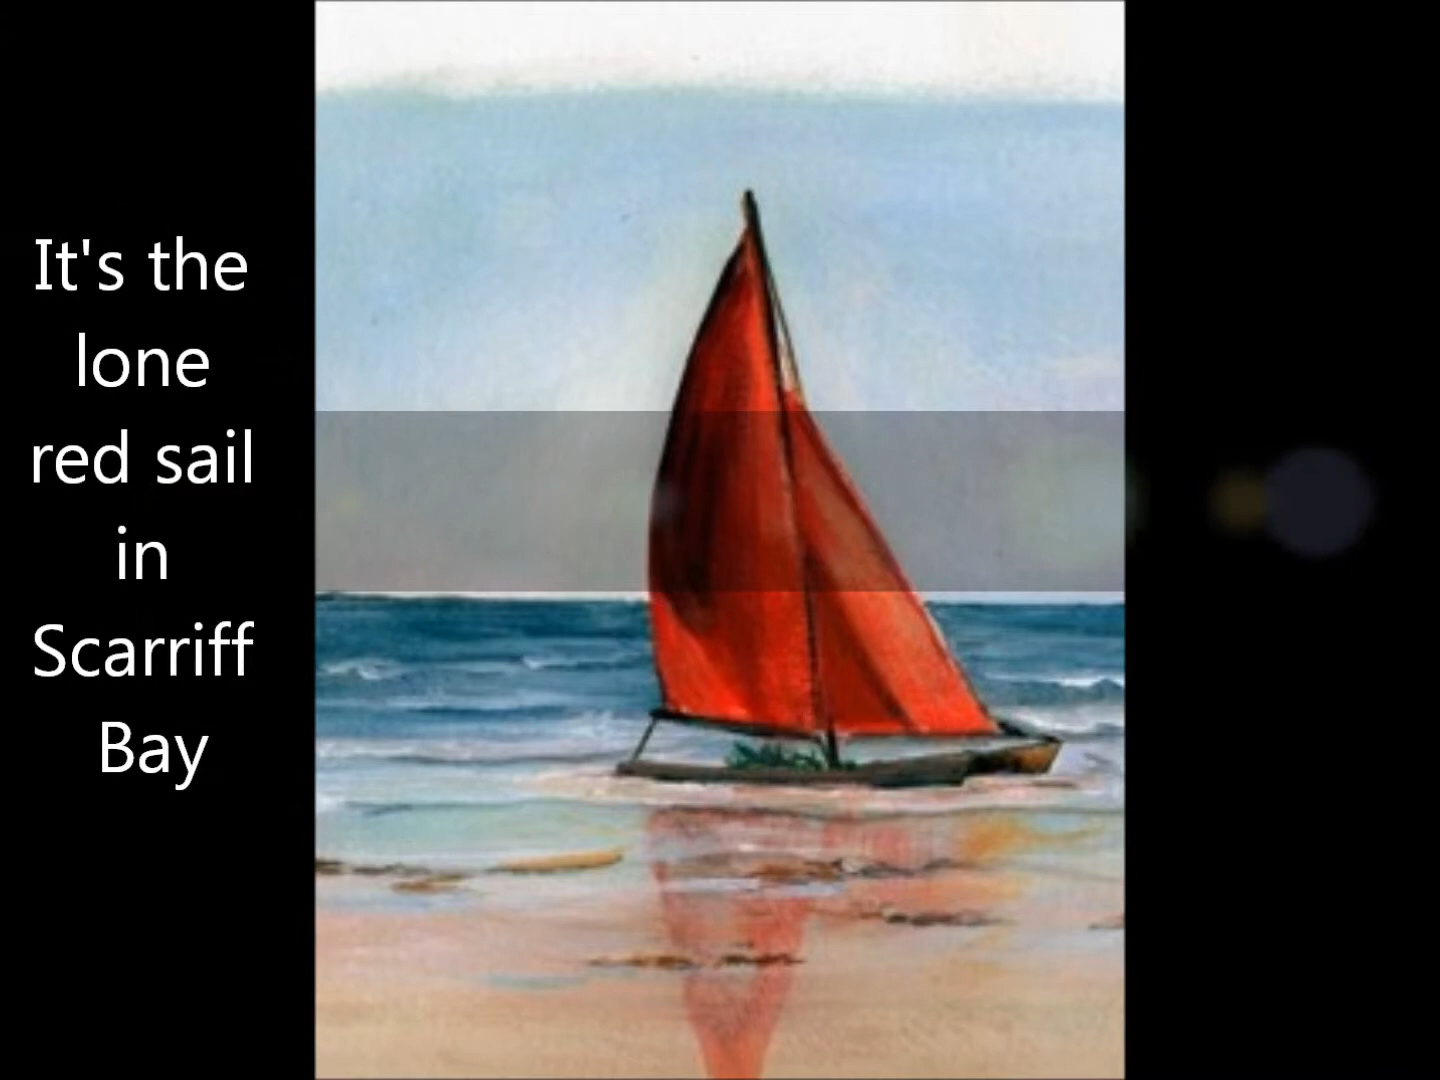 It's the
lone
red sail
in
Scarriff
Bay